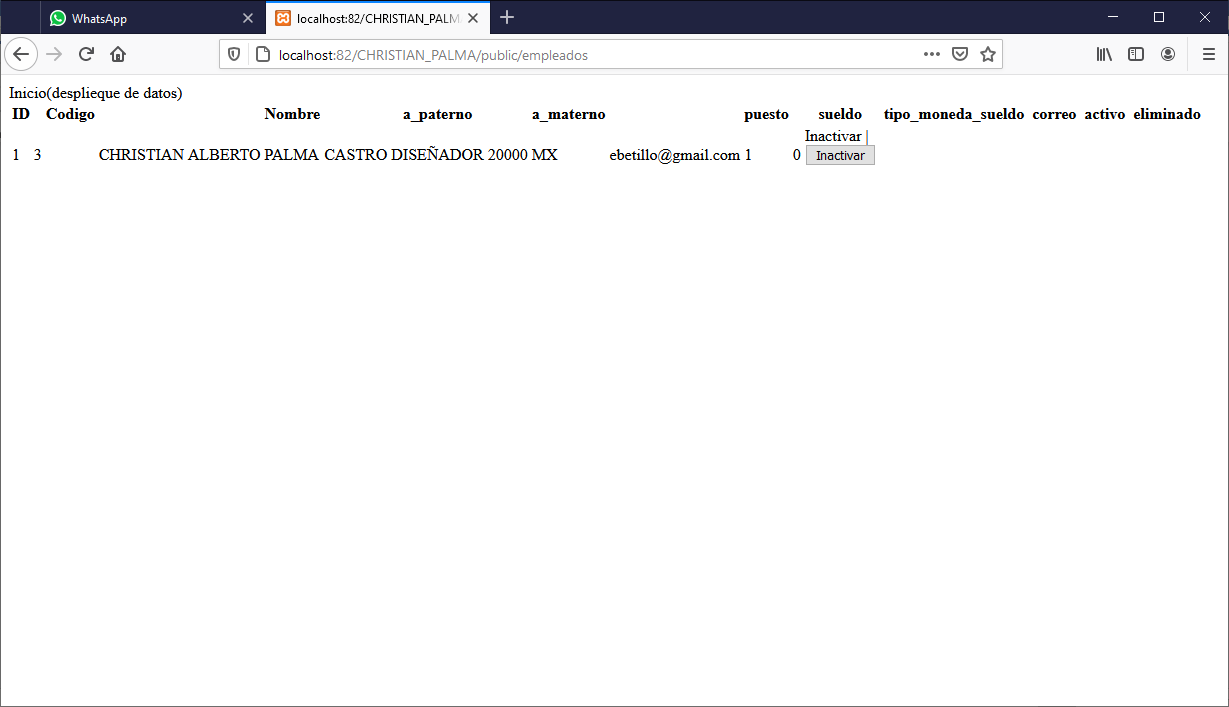 WhatsApp
localhost:82/CHRISTIAN_PALMA
localhost:82/CHRISTIAN_PALMA/public/empleados
Inicio(desplieque de datos)
ID Codigo Nombre a_paterno a_materno puesto sueldo tipo_moneda_sueldo correo activo eliminado
Inactivar |
1 3 CHRISTIAN ALBERTO PALMA CASTRO DISEÑADOR 20000 MX ebetillo@gmail.com 1 0 Inactivar